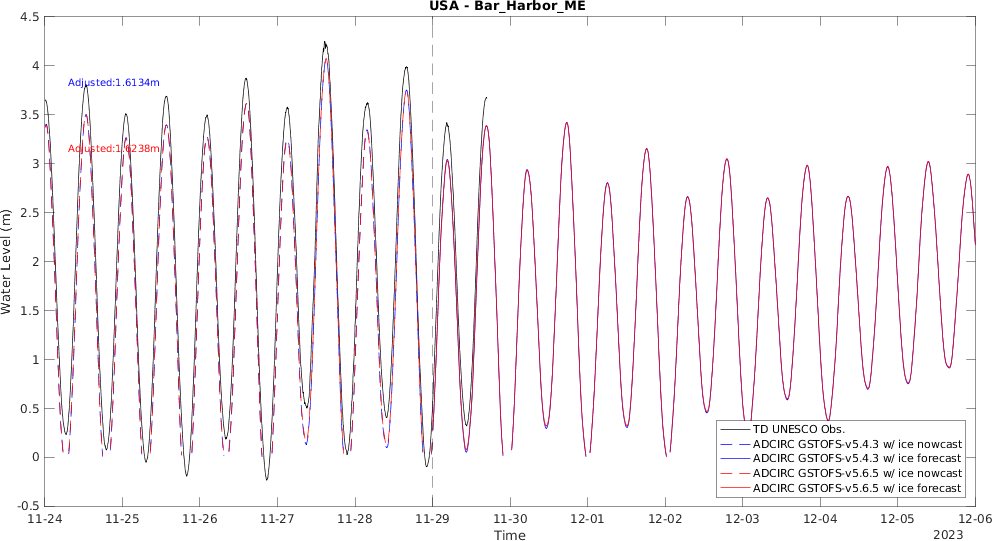 USA - Bar_Harbor_ME
4.5
4
3.5
3
2.5
2
1.5
1
0.5
0
-0.5
Water Level (m)
Adjusted:1.6134m
Adjusted:1.6238m
TD UNESCO Obs.
ADCIRC GSTOFS-v5.4.3 w/ ice nowcast
ADCIRC GSTOFS-v5.4.3 w/ ice forecast
ADCIRC GSTOFS-v5.6.5 w/ ice nowcast
ADCIRC GSTOFS-v5.6.5 w/ ice forecast
11-24 11-25 11-26 11-27 11-28 11-29 11-30 12-01 12-02 12-03 12-04 12-05 12-06
Time
2023